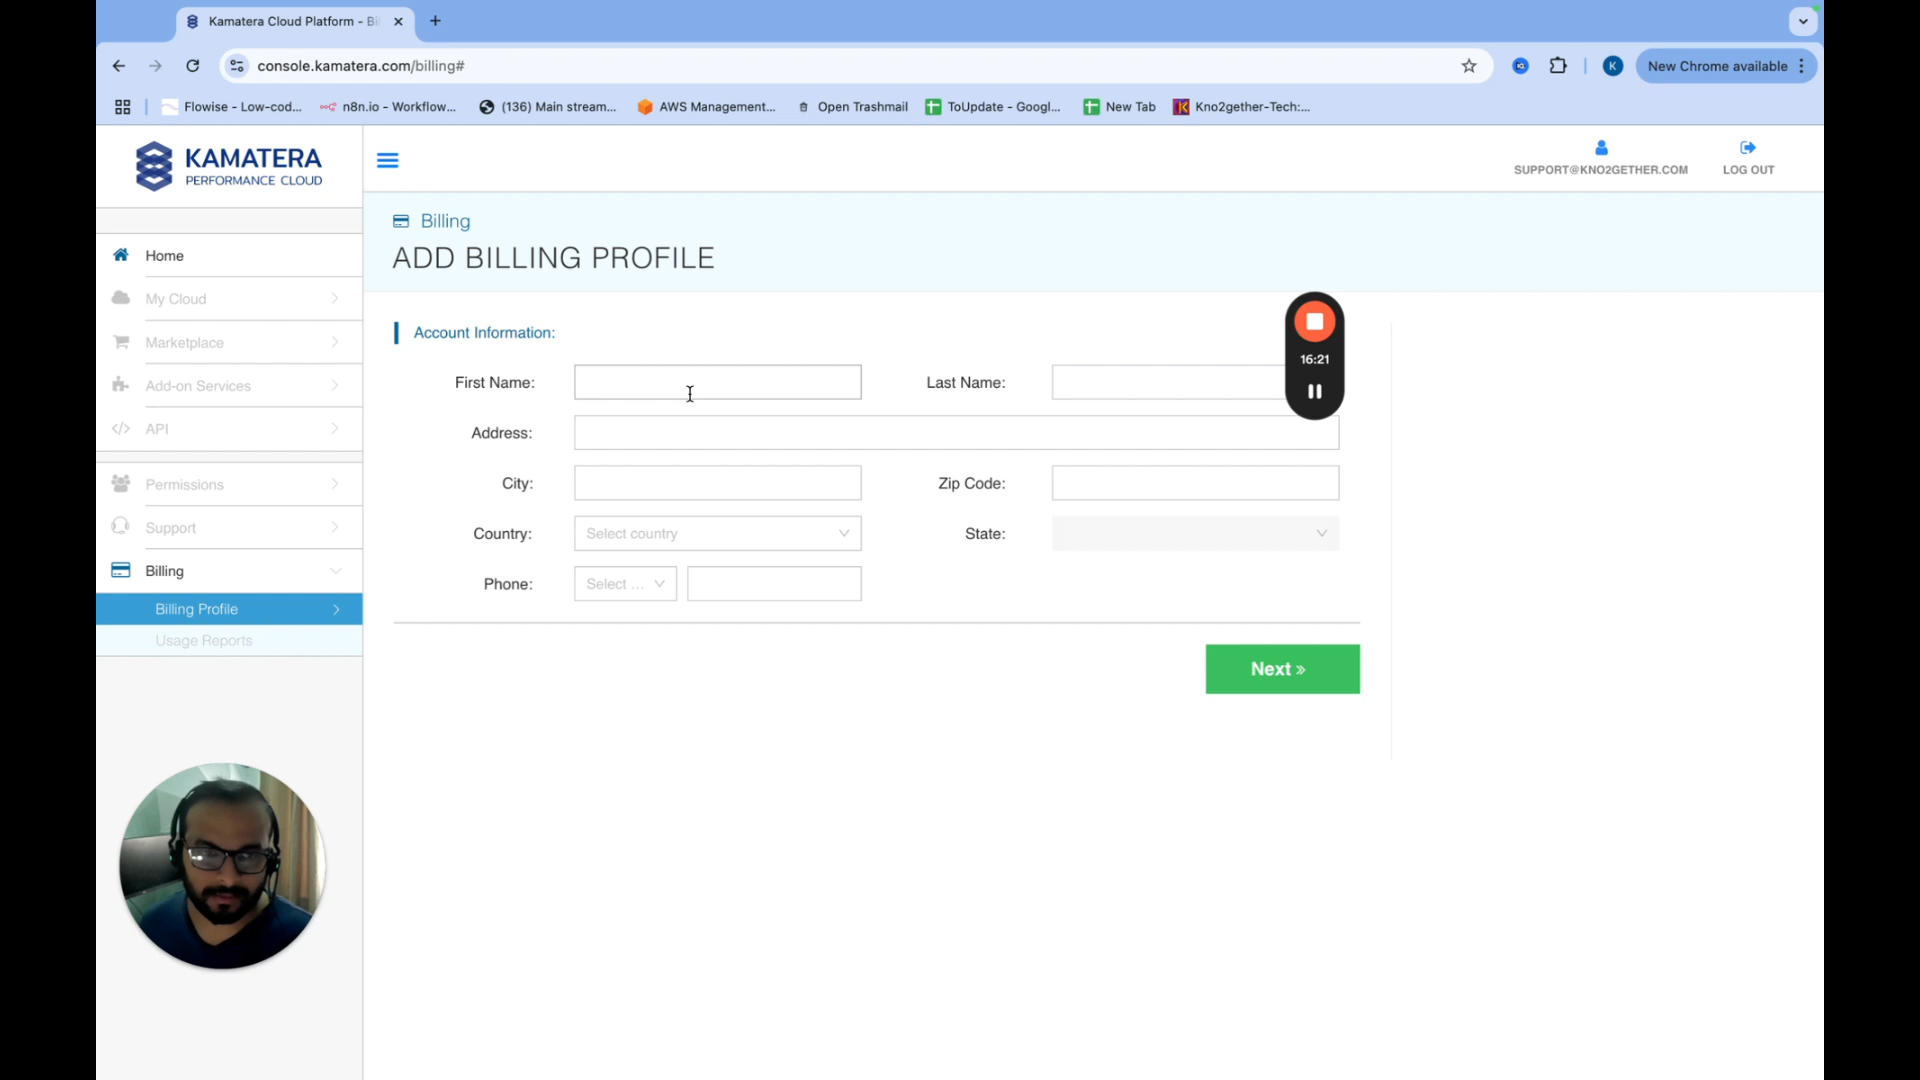 Kamatera Cloud Platform - Bi
console.kamatera.com/billing#
K
New Chrome available
Flowise - Low-cod...
n8n.io - Workflow...
(136) Main stream...
AWS Management...
Open Trashmail
ToUpdate - Googl...
New Tab
Kno2gether-Tech:...
KAMATERA
PERFORMANCE CLOUD
SUPPORT@KNO2GETHER.COM
LOG OUT
Billing
ADD BILLING PROFILE
Home
My Cloud
Marketplace
Add-on Services
API
Permissions
Support
Billing
Billing Profile
Usage Reports
Account Information:
16:21
First Name:
Last Name:
Address:
City:
Zip Code:
Country:
Select country
State:
Phone:
Select ...
Next »